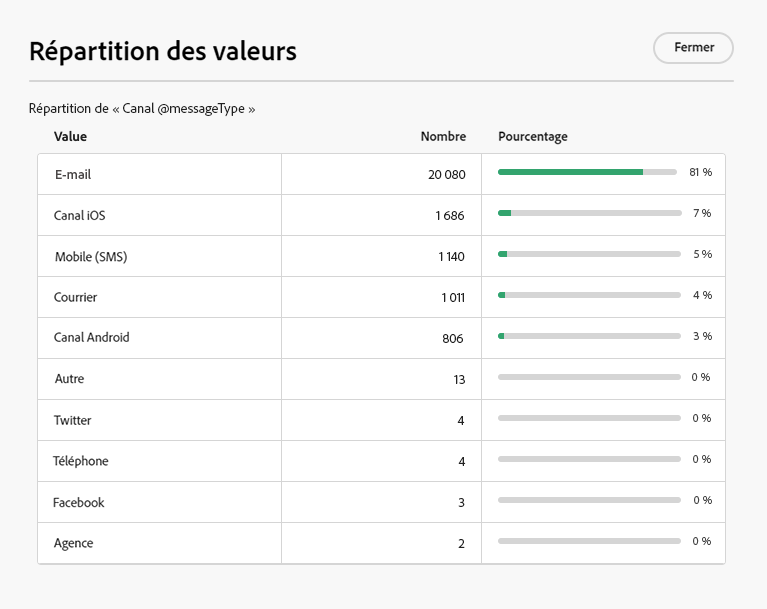 Répartition des valeurs
Fermer
Répartition de « Canal @messageType »
Value Nombre Pourcentage
E-mail 20 080 81 %
Canal iOS 1 686 7 %
Mobile (SMS) 1 140 5 %
Courrier 1 011 4 %
Canal Android 806 3 %
Autre 13 0 %
Twitter 4 0 %
Téléphone 4 0 %
Facebook 3 0 %
Agence 2 0 %